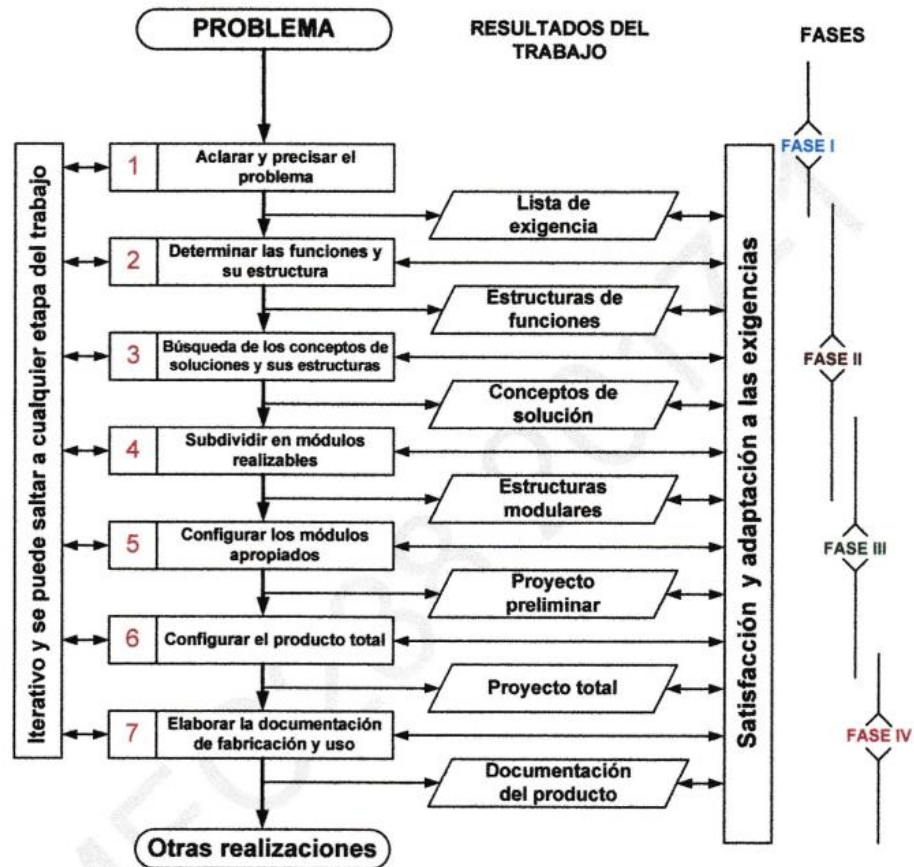 PROBLEMA
RESULTADOS DEL
TRABAJO
FASES
Iterativo y se puede saltar a cualquier etapa del trabajo
1
Aclarar y precisar el
problema
Lista de
exigencia
2
Determinar las funciones y
su estructura
Estructuras de
funciones
3
Búsqueda de los conceptos de
soluciones y sus estructuras
Conceptos de
solución
4
Subdividir en módulos
realizables
Estructuras
modulares
5
Configurar los módulos
apropiados
Proyecto
preliminar
6
Configurar el producto total
Proyecto total
7
Elaborar la documentación
de fabricación y uso
Documentación
del producto
Otras realizaciones
Satisfacción y adaptación a las exigencias
FASE I
FASE II
FASE III
FASE IV